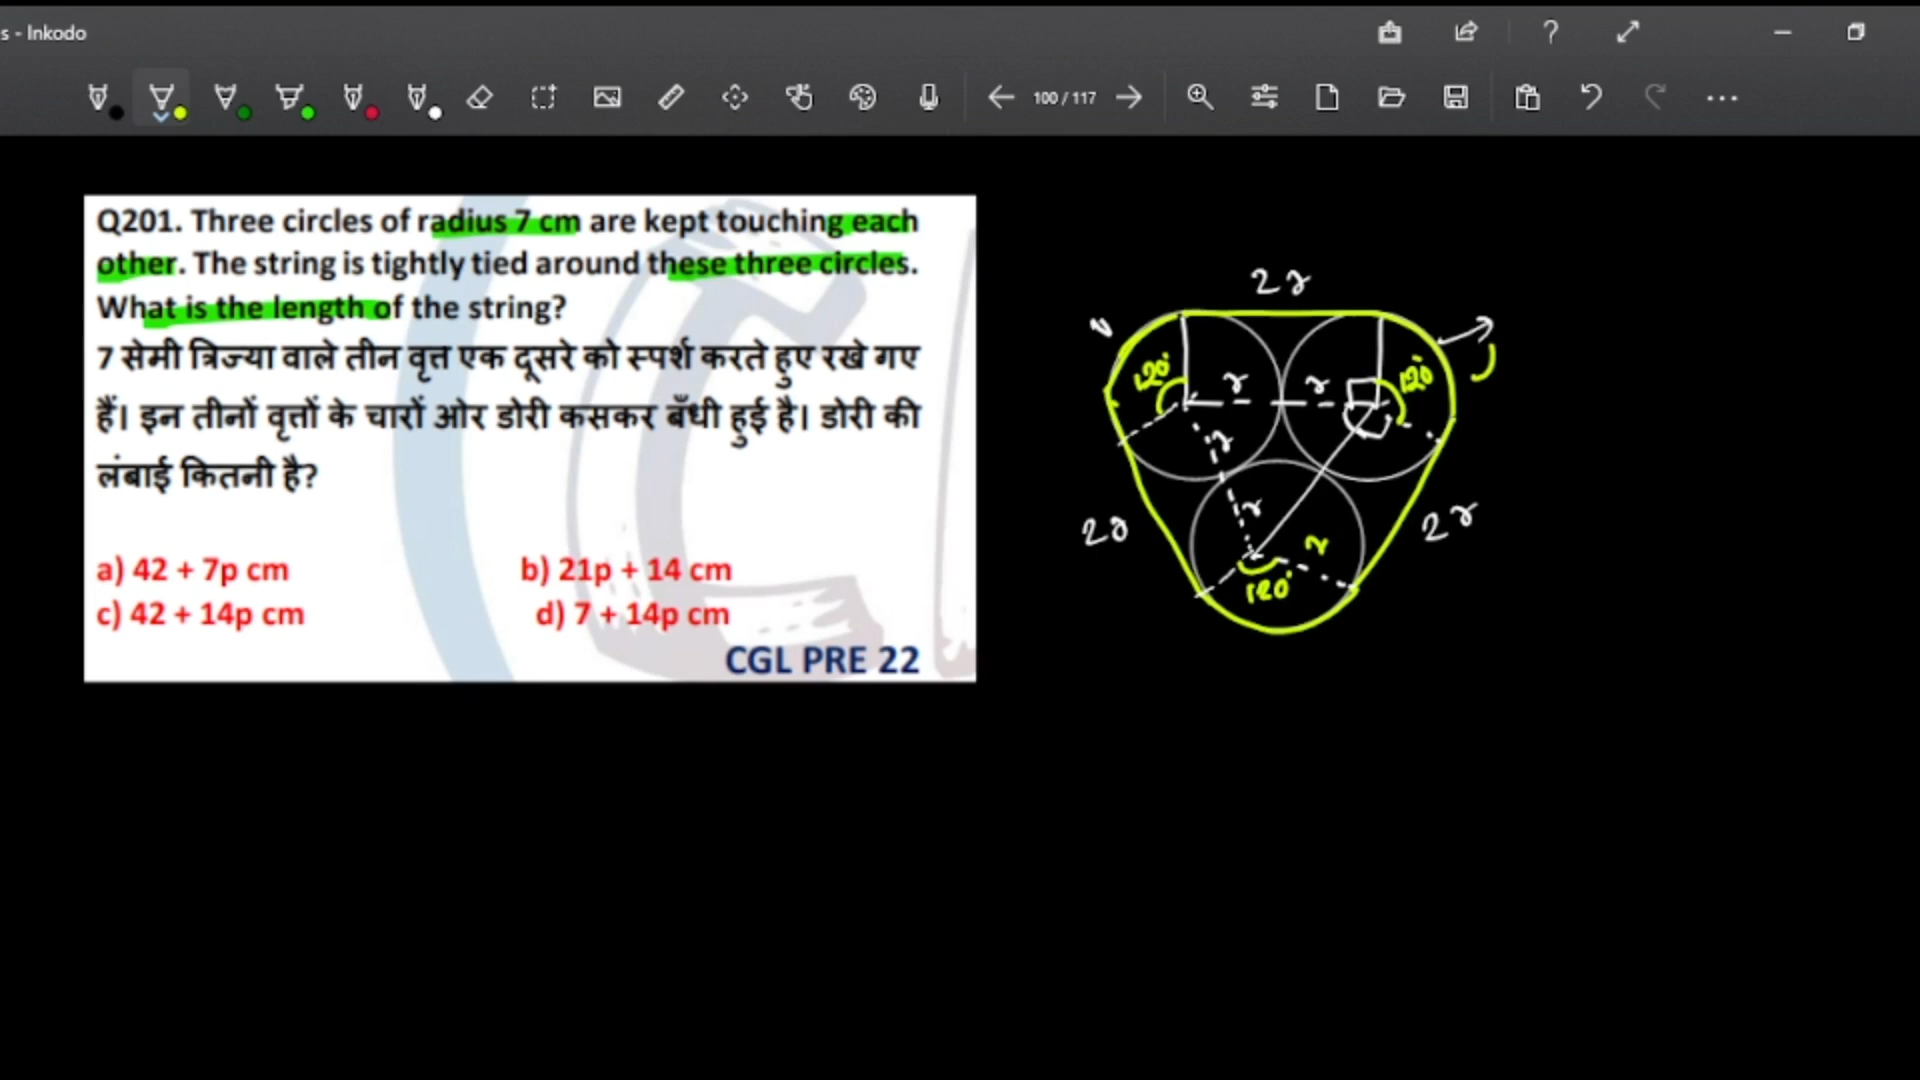 s - Inkodo
100 / 117
Q201. Three circles of radius 7 cm are kept touching each
other. The string is tightly tied around these three circles.
What is the length of the string?
7 सेमी त्रिज्या वाले तीन वृत्त एक दूसरे को स्पर्श करते हुए रखे गए
हैं। इन तीनों वृत्तों के चारों ओर डोरी कसकर बँधी हुई है। डोरी की
लंबाई कितनी है?
a) 42 + 7p cm b) 21p + 14 cm
c) 42 + 14p cm d) 7 + 14p cm
CGL PRE 22
2r
120°
r
r
120°
r
r
2r
2r
r
120°